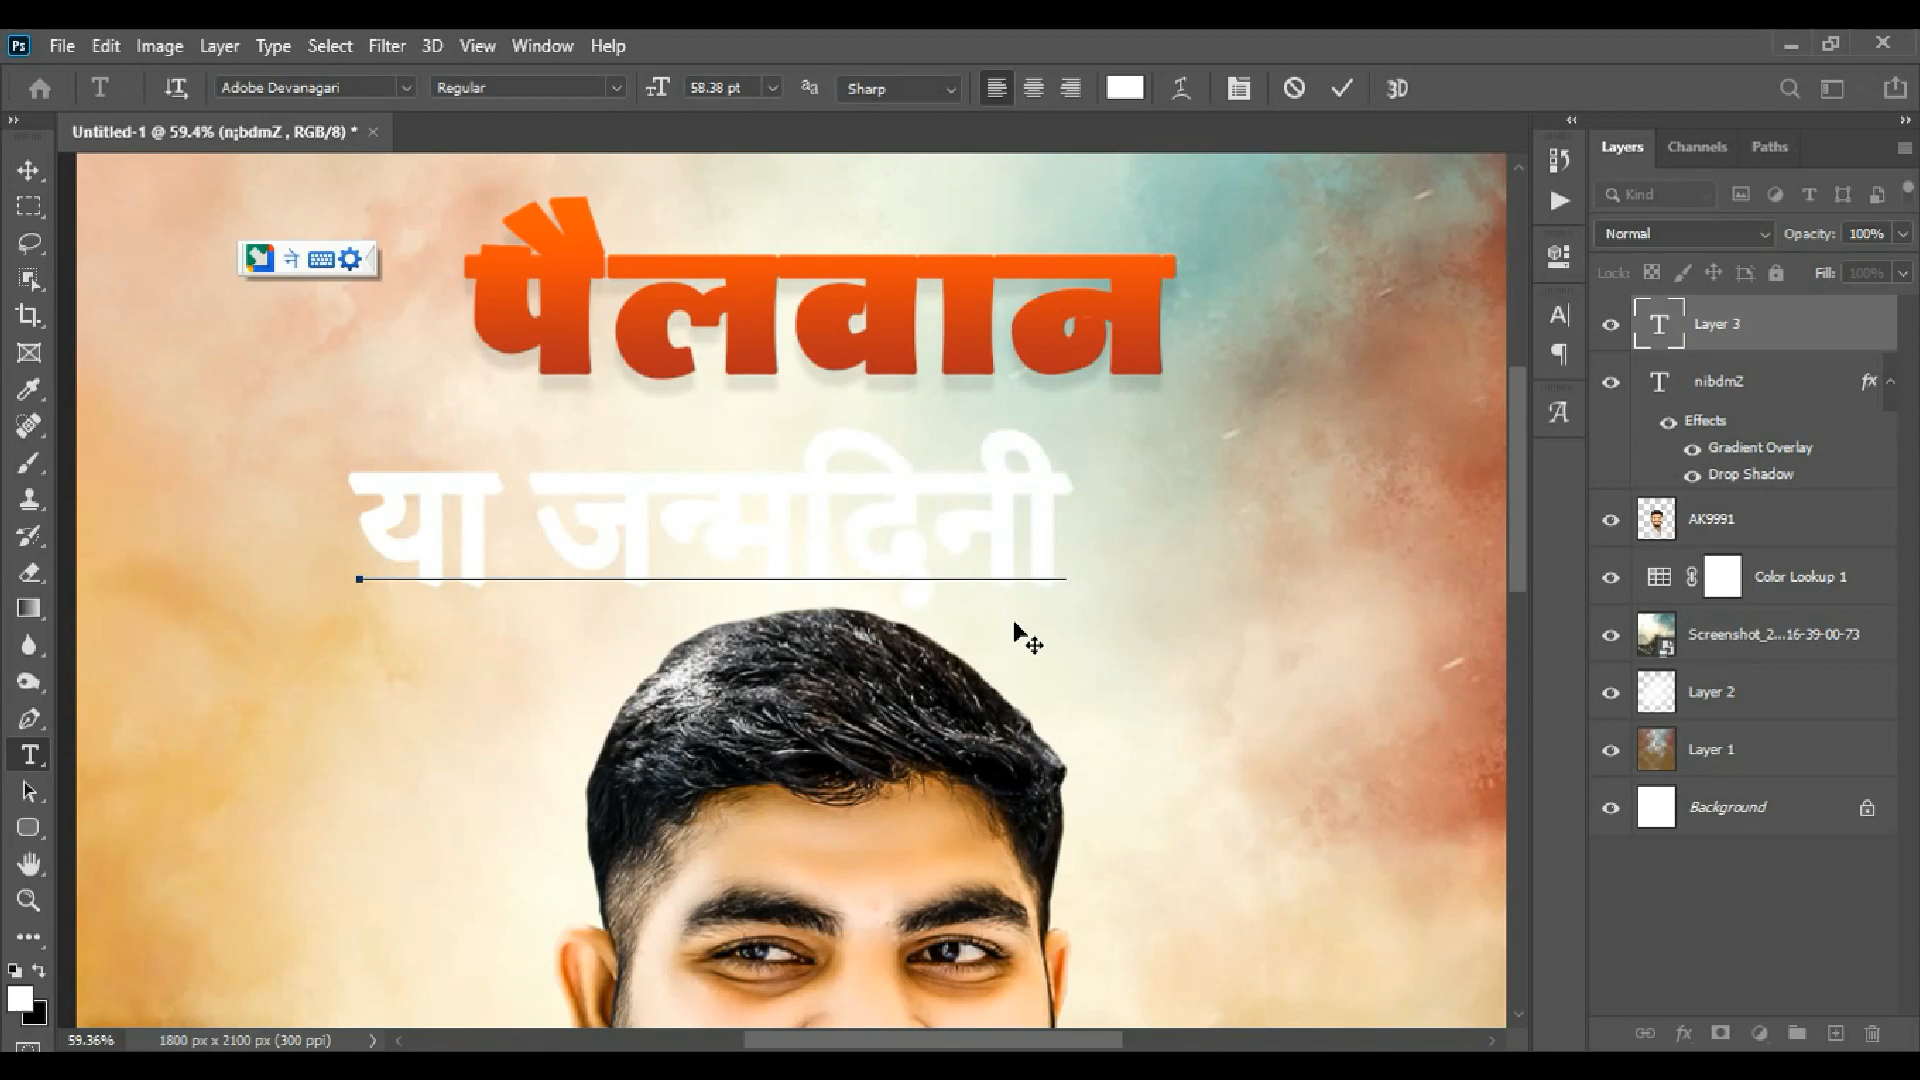 Ps File Edit Image Layer Type Select Filter 3D View Window Help
Adobe Devanagari Regular 58.38 pt Sharp 3D
Untitled-1 @ 59.4% (n¡bdmZ , RGB/8) *
Layers Channels Paths
Kind
Normal Opacity: 100%
Lock: Fill: 100%
Layer 3
nibdmZ fx
Effects
Gradient Overlay
Drop Shadow
AK9991
Color Lookup 1
Screenshot_2...16-39-00-73
Layer 2
Layer 1
Background
पैलवान
या जन्मदिनी
59.36% 1800 px x 2100 px (300 ppi)